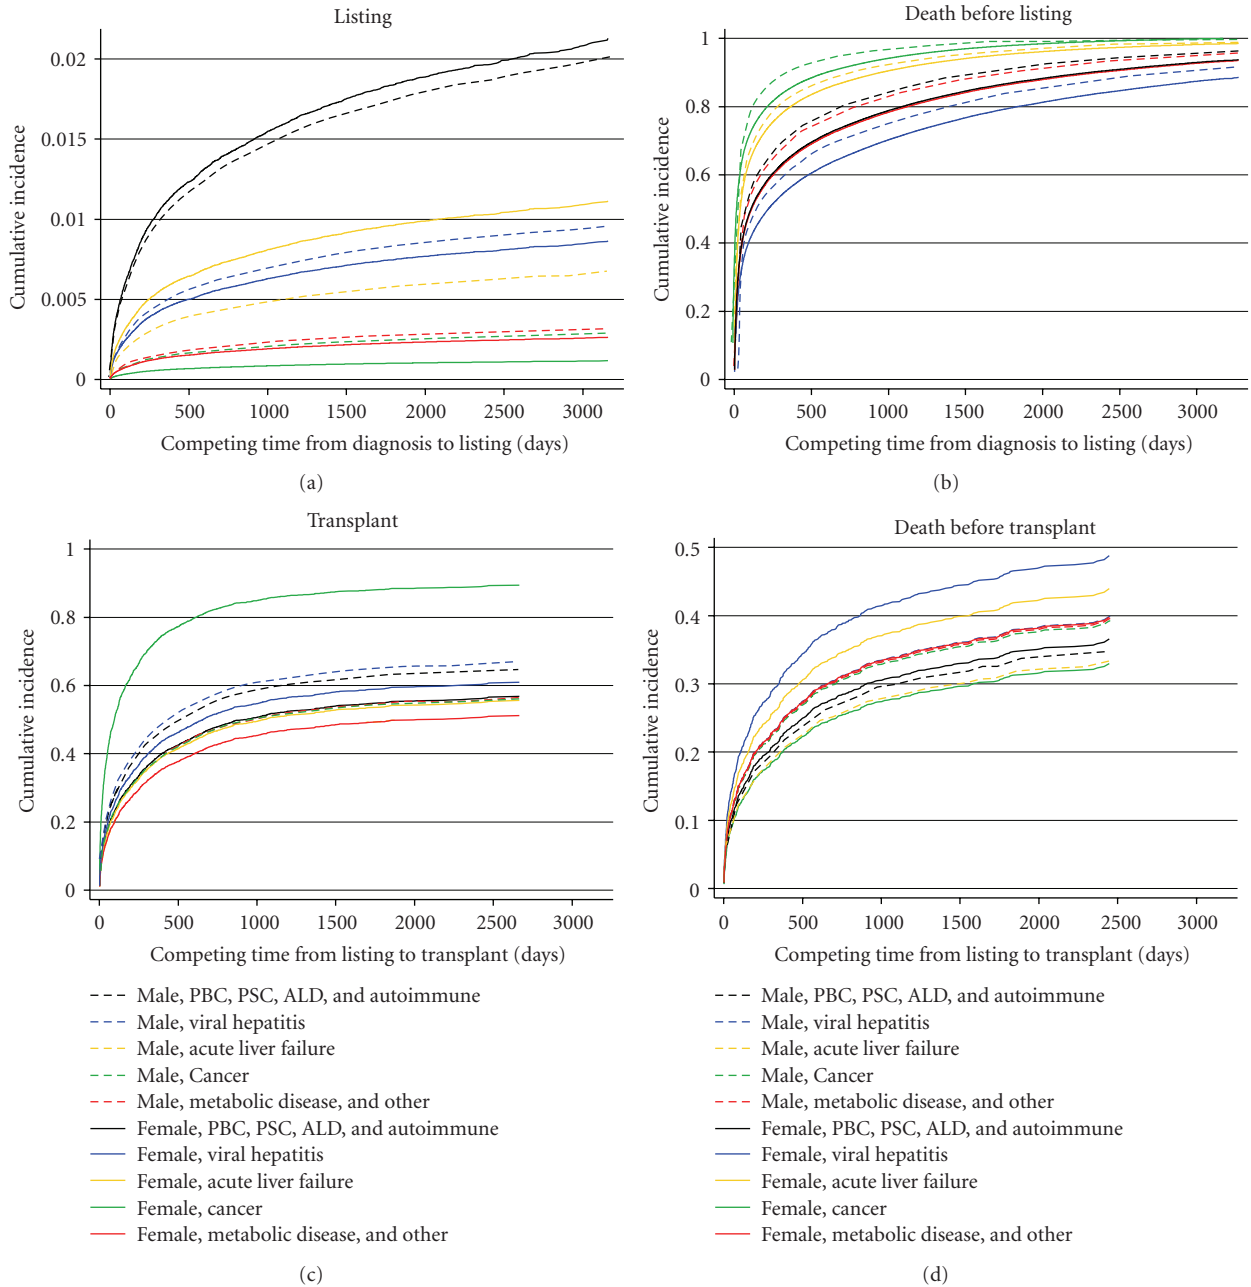 Listing
Cumulative incidence
0.02
0.015
0.01
0.005
0
0 500 1000 1500 2000 2500 3000
Competing time from diagnosis to listing (days)
(a)
Death before listing
Cumulative incidence
1
0.8
0.6
0.4
0.2
0
0 500 1000 1500 2000 2500 3000
Competing time from diagnosis to listing (days)
(b)
Transplant
Cumulative incidence
1
0.8
0.6
0.4
0.2
0
0 500 1000 1500 2000 2500 3000
Competing time from listing to transplant (days)
Male, PBC, PSC, ALD, and autoimmune
Male, viral hepatitis
Male, acute liver failure
Male, Cancer
Male, metabolic disease, and other
Female, PBC, PSC, ALD, and autoimmune
Female, viral hepatitis
Female, acute liver failure
Female, cancer
Female, metabolic disease, and other
(c)
Death before transplant
Cumulative incidence
0.5
0.4
0.3
0.2
0.1
0
0 500 1000 1500 2000 2500 3000
Competing time from listing to transplant (days)
Male, PBC, PSC, ALD, and autoimmune
Male, viral hepatitis
Male, acute liver failure
Male, Cancer
Male, metabolic disease, and other
Female, PBC, PSC, ALD, and autoimmune
Female, viral hepatitis
Female, acute liver failure
Female, cancer
Female, metabolic disease, and other
(d)